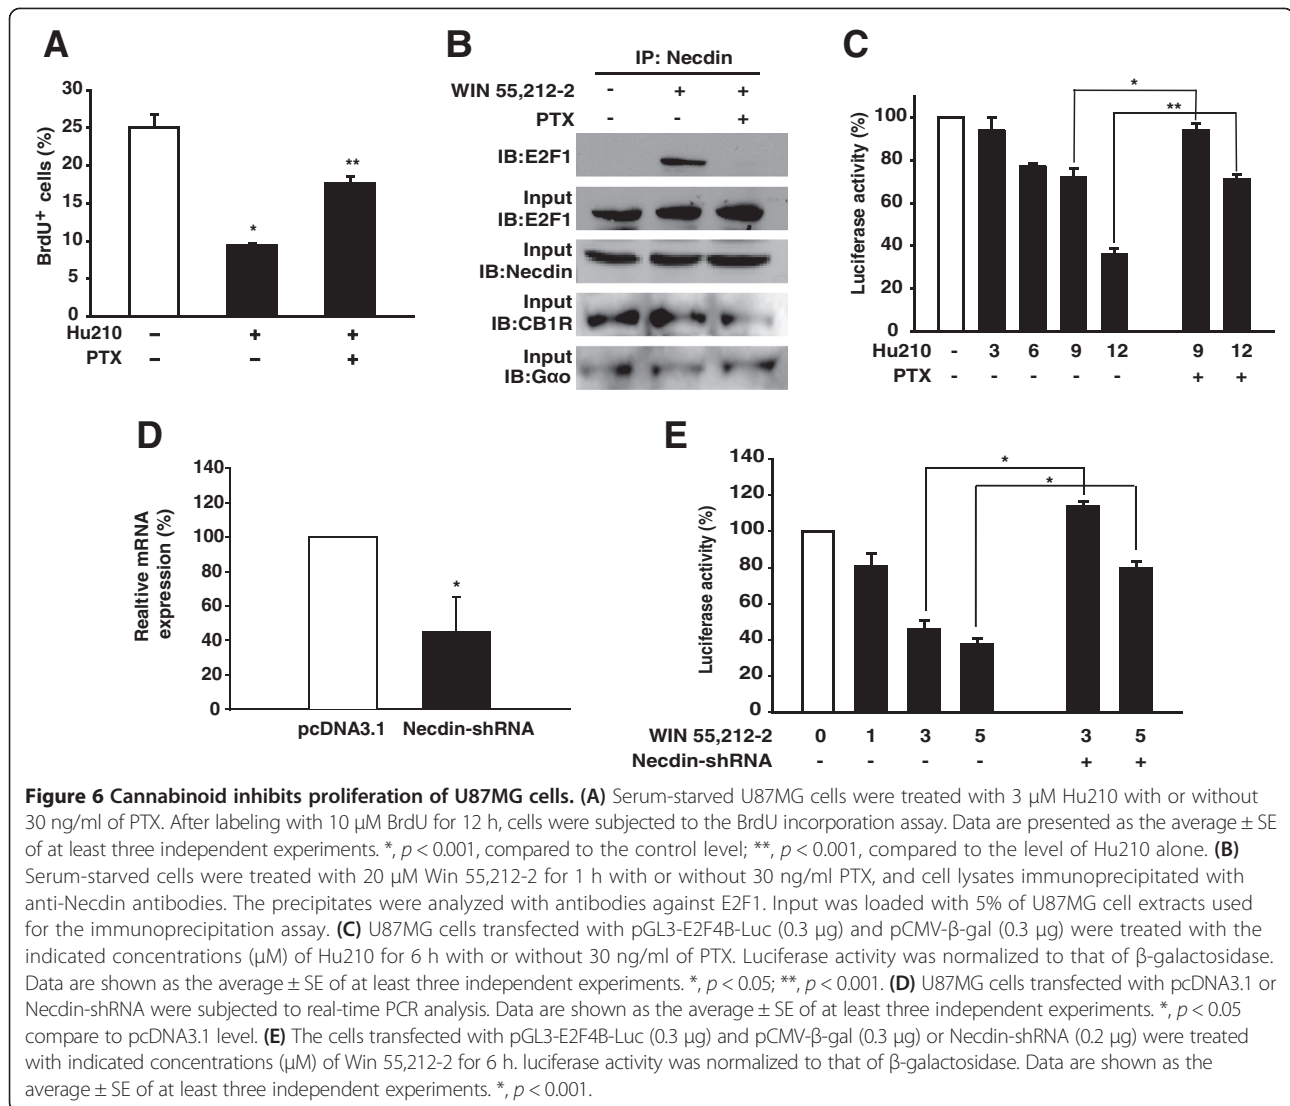 A
30
25
20
15
10
5
0
BrdU+ cells (%)
*
**
Hu210 – + +
PTX – – +
B
IP: Necdin
WIN 55,212-2 - + +
PTX - - +
IB:E2F1
Input
IB:E2F1
Input
IB:Necdin
Input
IB:CB1R
Input
IB:Gαo
C
*
**
100
80
60
40
20
0
Luciferase activity (%)
Hu210 - 3 6 9 12 9 12
PTX - - - - - + +
D
140
120
100
80
60
40
20
0
Realtive mRNA
expression (%)
*
pcDNA3.1 Necdin-shRNA
E
140
120
100
80
60
40
20
0
Luciferase activity (%)
*
*
WIN 55,212-2 0 1 3 5 3 5
Necdin-shRNA - - - - + +
Figure 6 Cannabinoid inhibits proliferation of U87MG cells. (A) Serum-starved U87MG cells were treated with 3 μM Hu210 with or without
30 ng/ml of PTX. After labeling with 10 μM BrdU for 12 h, cells were subjected to the BrdU incorporation assay. Data are presented as the average ± SE
of at least three independent experiments. *, p < 0.001, compared to the control level; **, p < 0.001, compared to the level of Hu210 alone. (B)
Serum-starved cells were treated with 20 μM Win 55,212-2 for 1 h with or without 30 ng/ml PTX, and cell lysates immunoprecipitated with
anti-Necdin antibodies. The precipitates were analyzed with antibodies against E2F1. Input was loaded with 5% of U87MG cell extracts used
for the immunoprecipitation assay. (C) U87MG cells transfected with pGL3-E2F4B-Luc (0.3 μg) and pCMV-β-gal (0.3 μg) were treated with the
indicated concentrations (μM) of Hu210 for 6 h with or without 30 ng/ml of PTX. Luciferase activity was normalized to that of β-galactosidase.
Data are shown as the average ± SE of at least three independent experiments. *, p < 0.05; **, p < 0.001. (D) U87MG cells transfected with pcDNA3.1 or
Necdin-shRNA were subjected to real-time PCR analysis. Data are shown as the average ± SE of at least three independent experiments. *, p < 0.05
compare to pcDNA3.1 level. (E) The cells transfected with pGL3-E2F4B-Luc (0.3 μg) and pCMV-β-gal (0.3 μg) or Necdin-shRNA (0.2 μg) were treated
with indicated concentrations (μM) of Win 55,212-2 for 6 h. luciferase activity was normalized to that of β-galactosidase. Data are shown as the
average ± SE of at least three independent experiments. *, p < 0.001.